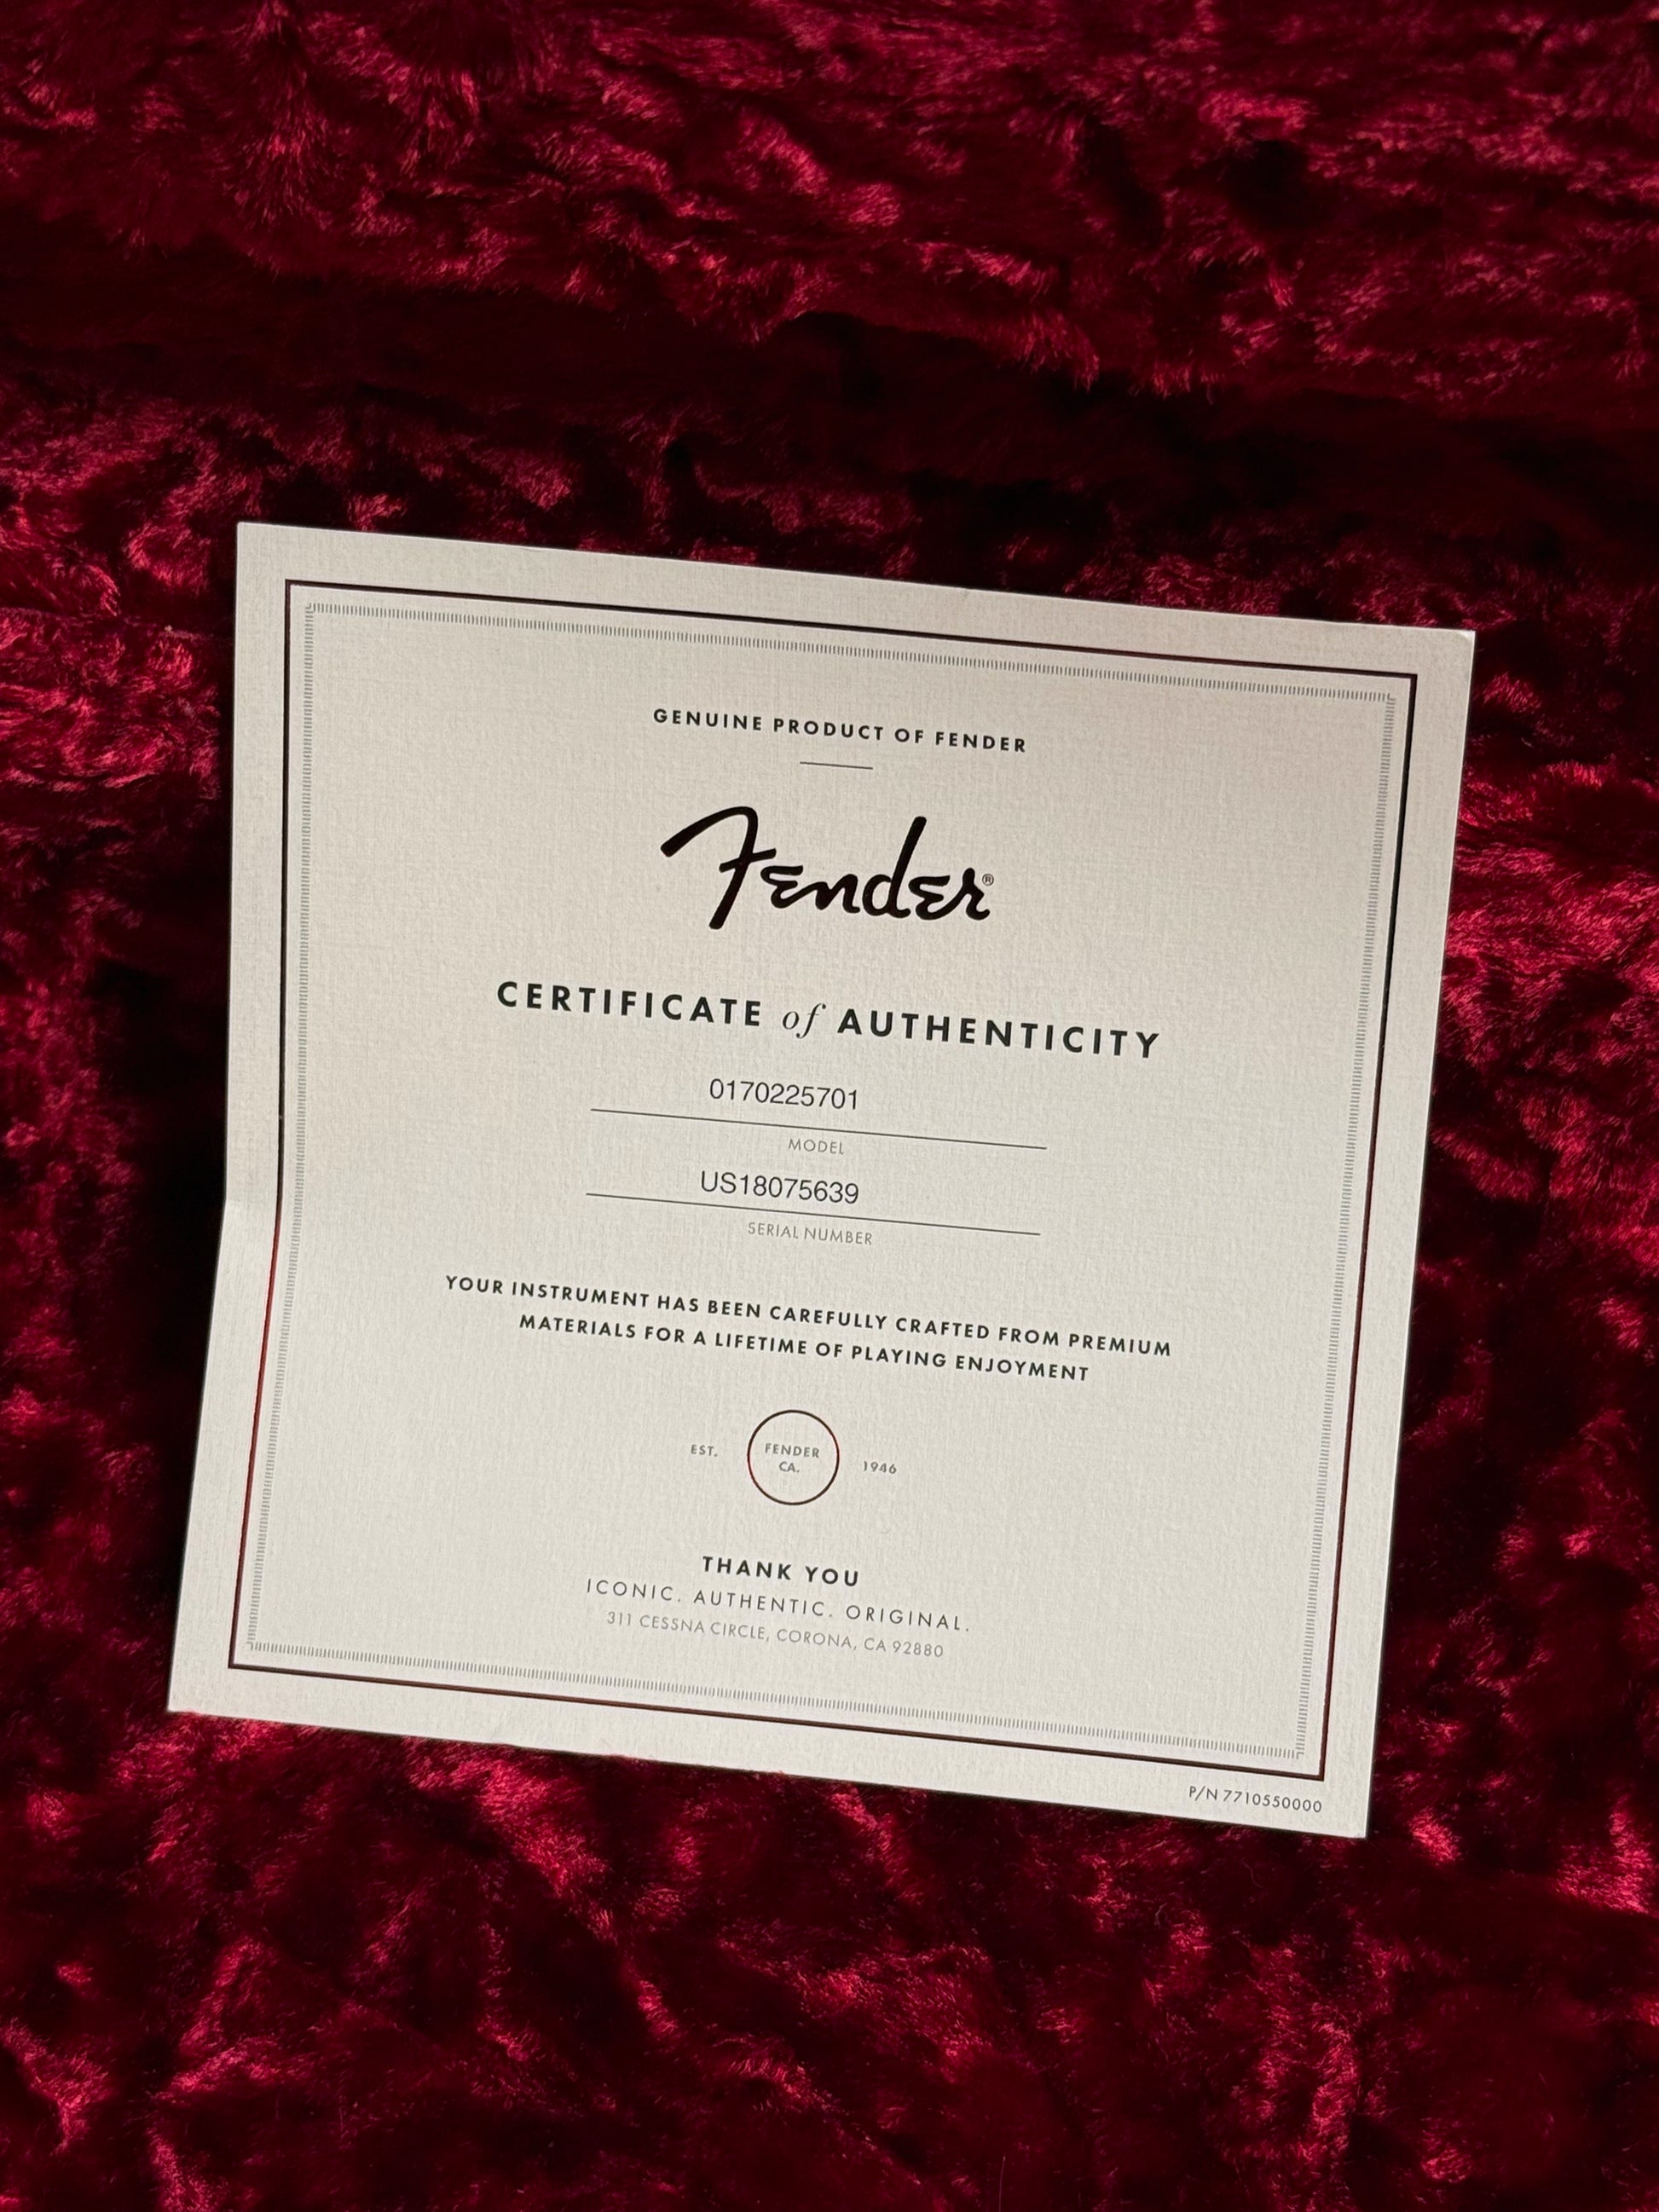 GENUINE PRODUCT OF FENDER
Fender®
CERTIFICATE of AUTHENTICITY
0170225701
MODEL
US18075639
SERIAL NUMBER
YOUR INSTRUMENT HAS BEEN CAREFULLY CRAFTED FROM PREMIUM
MATERIALS FOR A LIFETIME OF PLAYING ENJOYMENT
EST. FENDER CA. 1946
THANK YOU
ICONIC. AUTHENTIC. ORIGINAL.
311 CESSNA CIRCLE, CORONA, CA 92880
P/N 7710550000